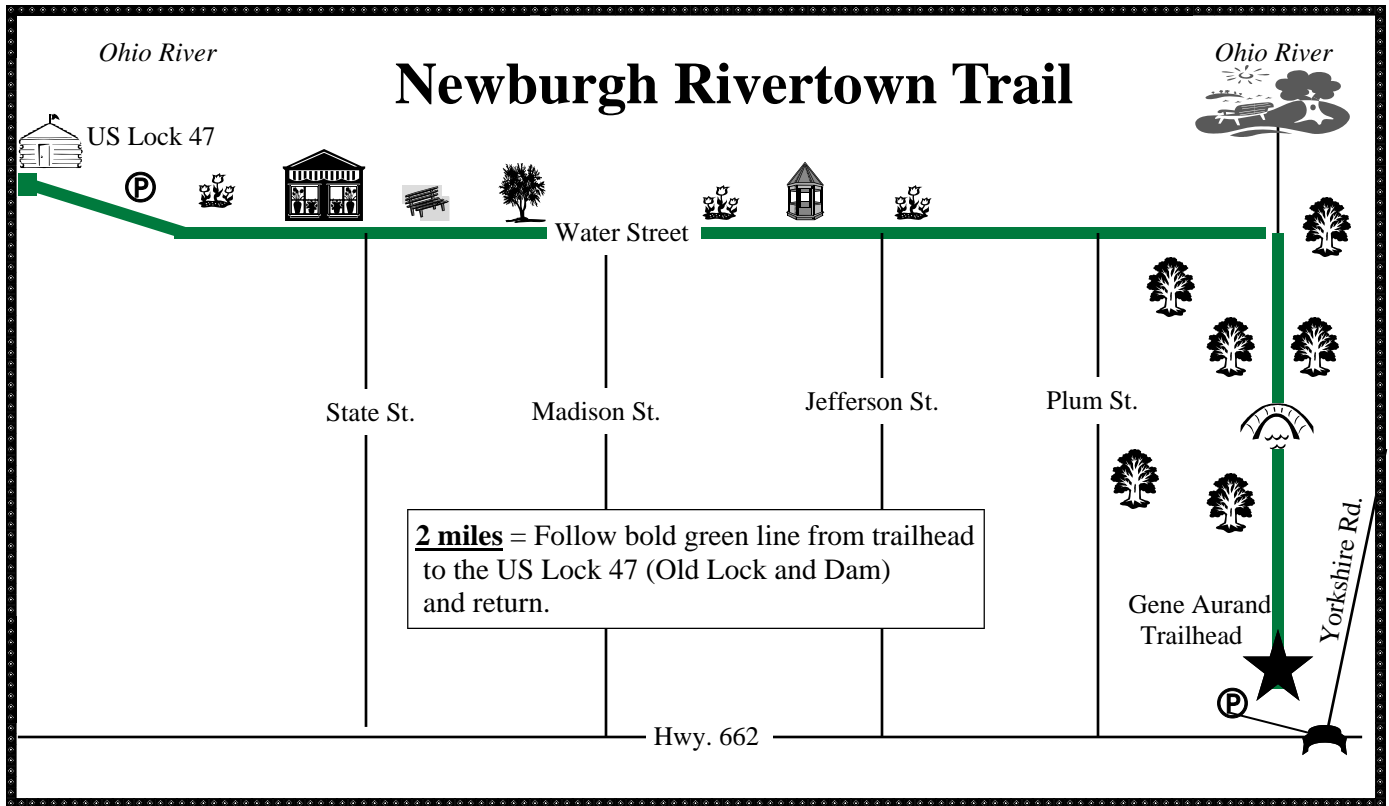 Ohio River
Newburgh Rivertown Trail
Ohio River
US Lock 47
P
Water Street
State St.
Madison St.
Jefferson St.
Plum St.
2 miles = Follow bold green line from trailhead
to the US Lock 47 (Old Lock and Dam)
and return.
Gene Aurand
Trailhead
Yorkshire Rd.
P
Hwy. 662